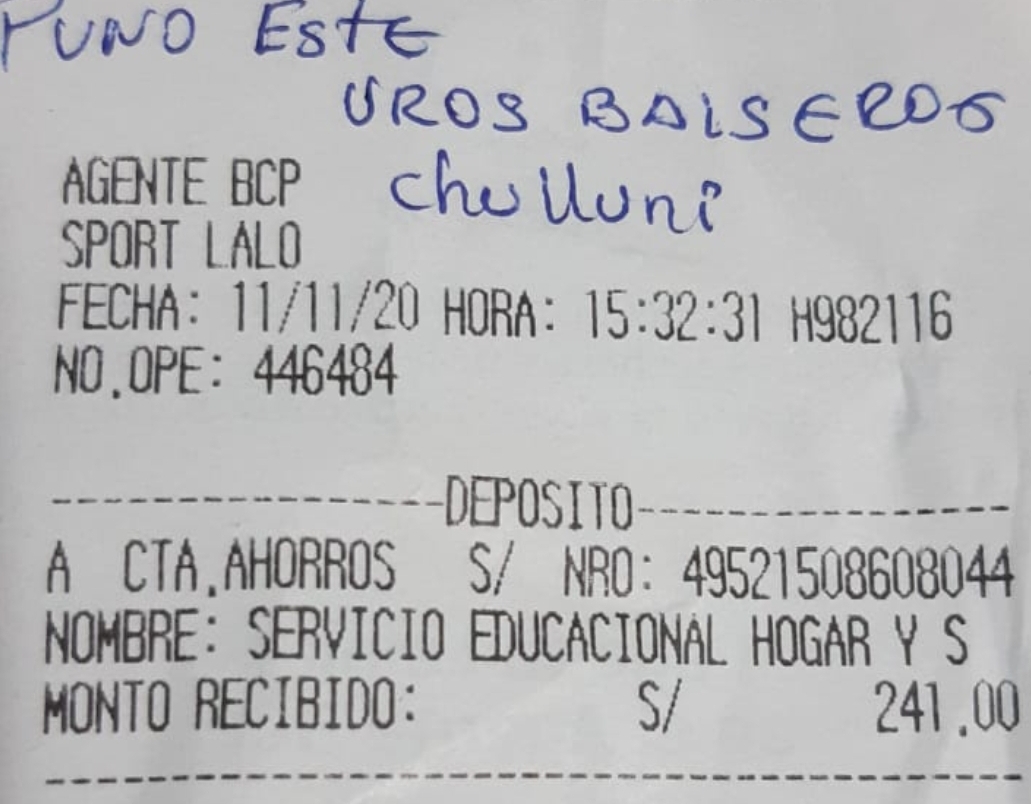 PUNO EStE
UROS BALSEROS
chulluni
AGENTE BCP
SPORT LALO
FECHA: 11/11/20 HORA: 15:32:31 H982116
NO.OPE: 446484
----------------DEPOSITO----------------
A CTA.AHORROS S/ NRO: 49521508608044
NOMBRE: SERVICIO EDUCACIONAL HOGAR Y S
MONTO RECIBIDO: S/ 241.00